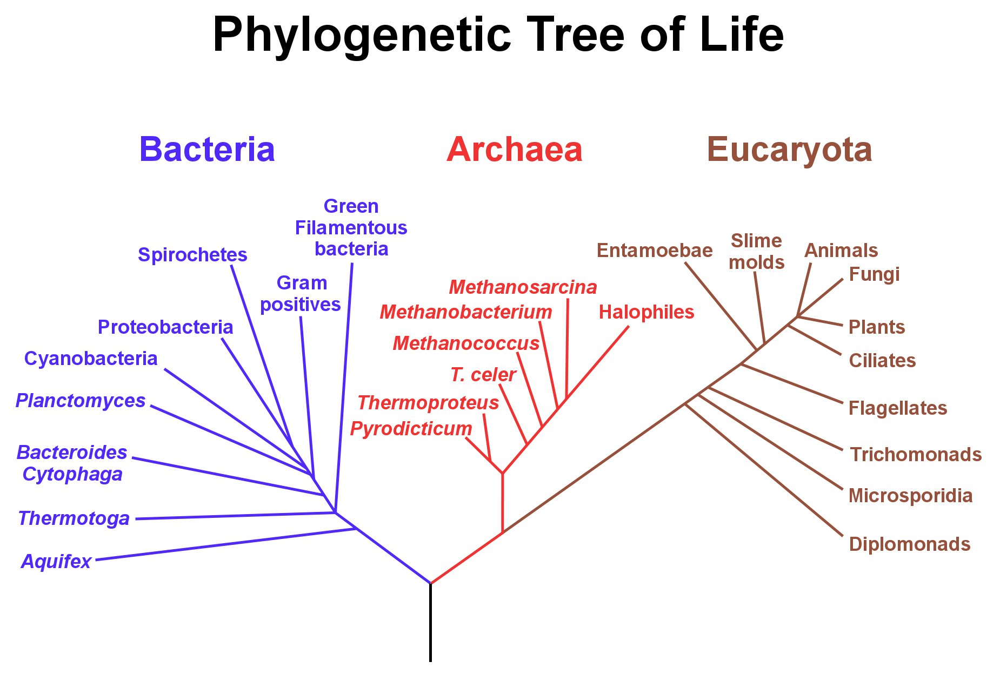 Phylogenetic Tree of Life
Bacteria
Archaea
Eucaryota
Green
Filamentous
bacteria
Spirochetes
Gram
positives
Proteobacteria
Cyanobacteria
Planctomyces
Bacteroides
Cytophaga
Thermotoga
Aquifex
Methanosarcina
Methanobacterium
Halophiles
Methanococcus
T. celer
Thermoproteus
Pyrodicticum
Entamoebae
Slime
molds
Animals
Fungi
Plants
Ciliates
Flagellates
Trichomonads
Microsporidia
Diplomonads